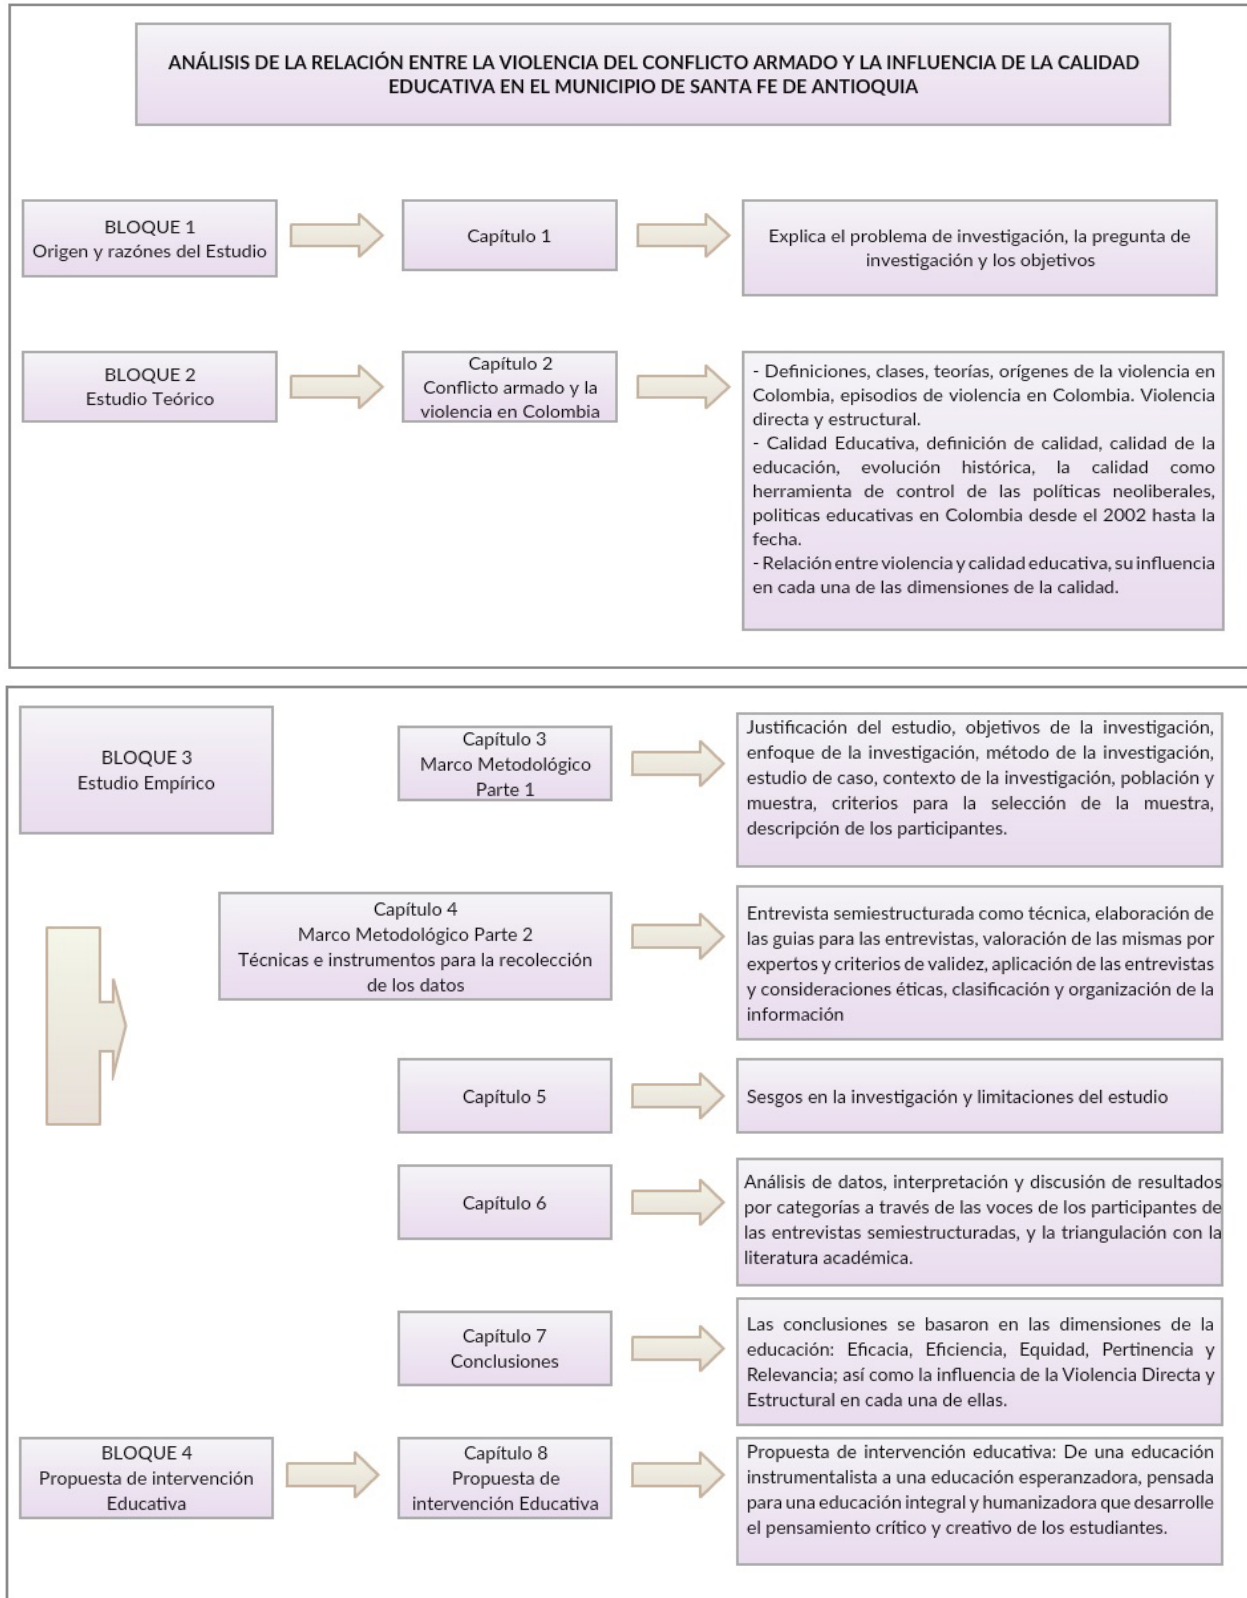 ANÁLISIS DE LA RELACIÓN ENTRE LA VIOLENCIA DEL CONFLICTO ARMADO Y LA INFLUENCIA DE LA CALIDAD
EDUCATIVA EN EL MUNICIPIO DE SANTA FE DE ANTIOQUIA
BLOQUE 1
Origen y razónes del Estudio
Capítulo 1
Explica el problema de investigación, la pregunta de
investigación y los objetivos
BLOQUE 2
Estudio Teórico
Capítulo 2
Conflicto armado y la
violencia en Colombia
- Definiciones, clases, teorías, orígenes de la violencia en
Colombia, episodios de violencia en Colombia. Violencia
directa y estructural.
- Calidad Educativa, definición de calidad, calidad de la
educación, evolución histórica, la calidad como
herramienta de control de las políticas neoliberales,
politicas educativas en Colombia desde el 2002 hasta la
fecha.
- Relación entre violencia y calidad educativa, su influencia
en cada una de las dimensiones de la calidad.
BLOQUE 3
Estudio Empírico
Capítulo 3
Marco Metodológico
Parte 1
Justificación del estudio, objetivos de la investigación,
enfoque de la investigación, método de la investigación,
estudio de caso, contexto de la investigación, población y
muestra, criterios para la selección de la muestra,
descripción de los participantes.
Capítulo 4
Marco Metodológico Parte 2
Técnicas e instrumentos para la recolección
de los datos
Entrevista semiestructurada como técnica, elaboración de
las guias para las entrevistas, valoración de las mismas por
expertos y criterios de validez, aplicación de las entrevistas
y consideraciones éticas, clasificación y organización de la
información
Capítulo 5
Sesgos en la investigación y limitaciones del estudio
Capítulo 6
Análisis de datos, interpretación y discusión de resultados
por categorías a través de las voces de los participantes de
las entrevistas semiestructuradas, y la triangulación con la
literatura académica.
Capítulo 7
Conclusiones
Las conclusiones se basaron en las dimensiones de la
educación: Eficacia, Eficiencia, Equidad, Pertinencia y
Relevancia; así como la influencia de la Violencia Directa y
Estructural en cada una de ellas.
BLOQUE 4
Propuesta de intervención
Educativa
Capítulo 8
Propuesta de
intervención Educativa
Propuesta de intervención educativa: De una educación
instrumentalista a una educación esperanzadora, pensada
para una educación integral y humanizadora que desarrolle
el pensamiento crítico y creativo de los estudiantes.